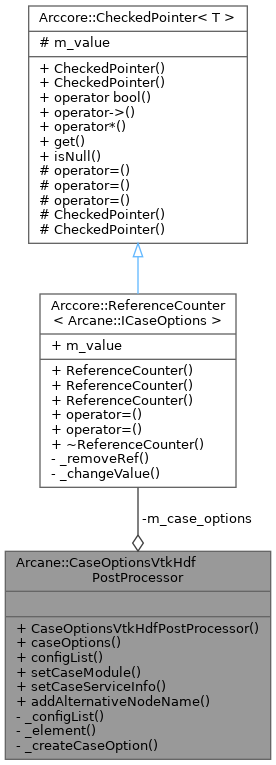 Arccore::CheckedPointer< T >
# m_value
+ CheckedPointer()
+ CheckedPointer()
+ operator bool()
+ operator->()
+ operator*()
+ get()
+ isNull()
# operator=()
# operator=()
# operator=()
# CheckedPointer()
# CheckedPointer()
Arccore::ReferenceCounter
< Arcane::ICaseOptions >
+ m_value
+ ReferenceCounter()
+ ReferenceCounter()
+ ReferenceCounter()
+ operator=()
+ operator=()
+ ~ReferenceCounter()
- _removeRef()
- _changeValue()
-m_case_options
Arcane::CaseOptionsVtkHdf
PostProcessor
+ CaseOptionsVtkHdfPostProcessor()
+ caseOptions()
+ configList()
+ setCaseModule()
+ setCaseServiceInfo()
+ addAlternativeNodeName()
- _configList()
- _element()
- _createCaseOption()